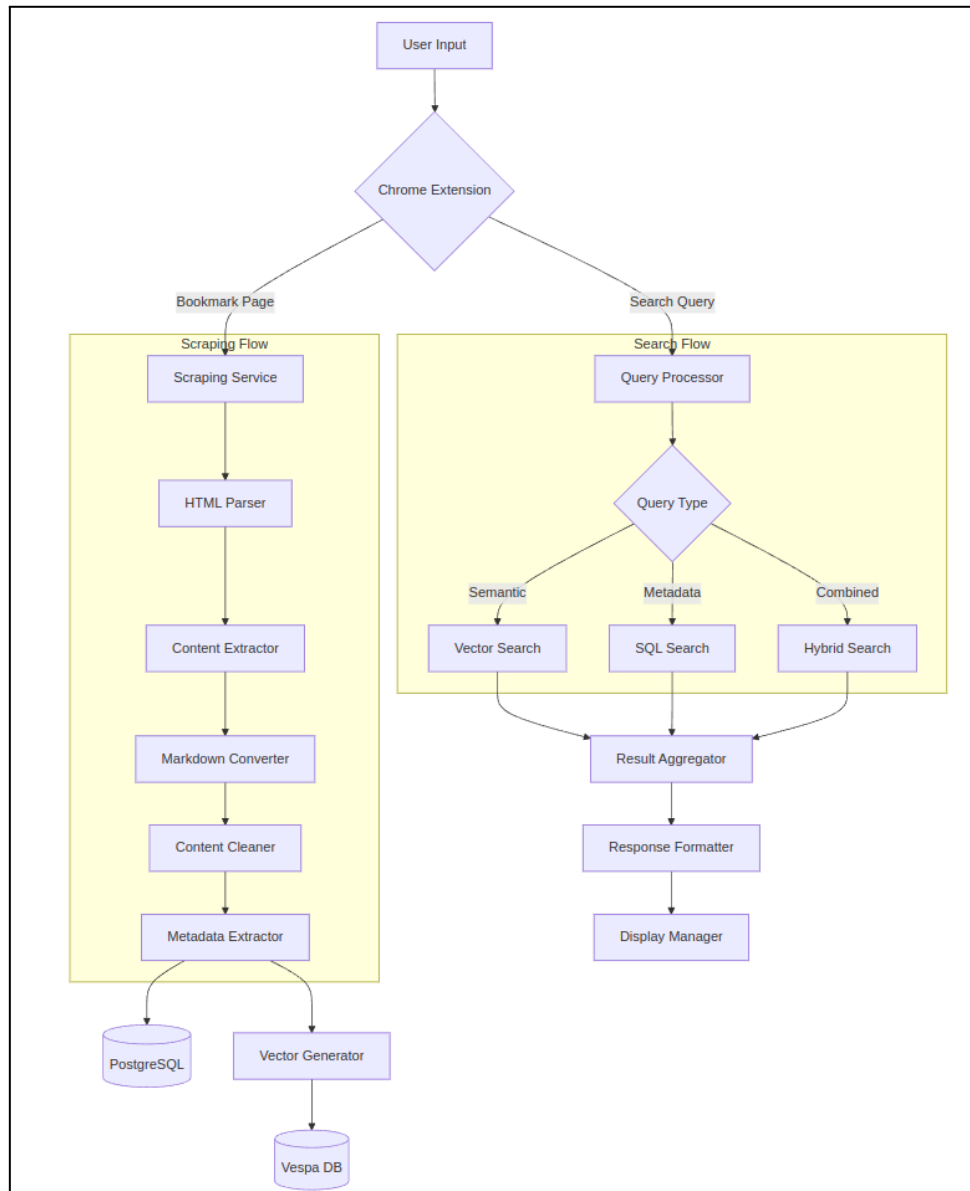 User Input
Chrome Extension
Bookmark Page
Search Query
Scraping Flow
Scraping Service
HTML Parser
Content Extractor
Markdown Converter
Content Cleaner
Metadata Extractor
PostgreSQL
Vector Generator
Vespa DB
Search Flow
Query Processor
Query Type
Semantic
Metadata
Combined
Vector Search
SQL Search
Hybrid Search
Result Aggregator
Response Formatter
Display Manager